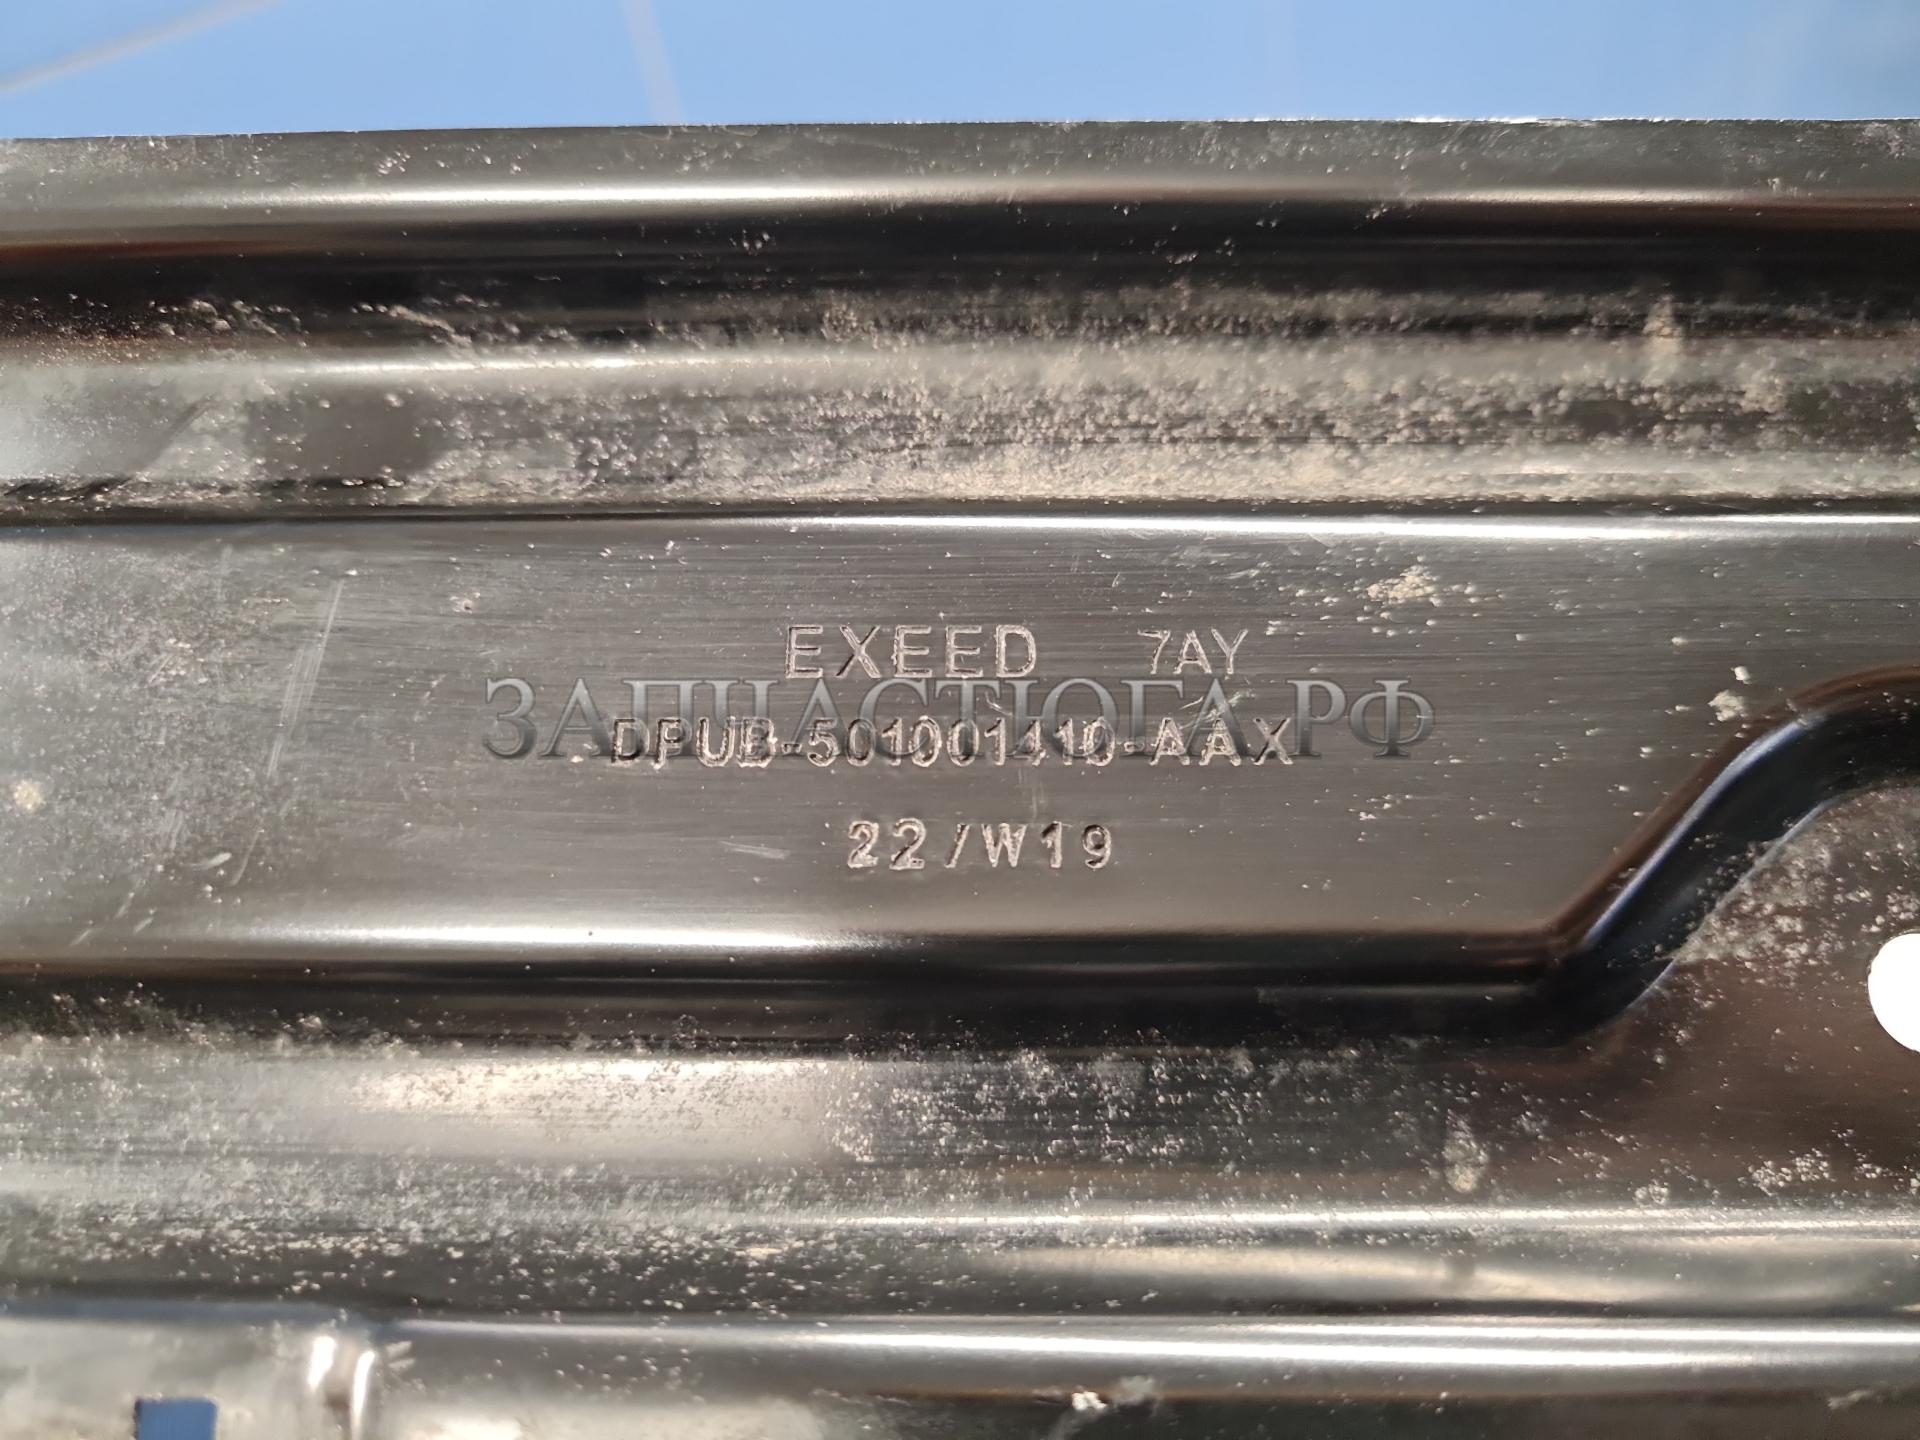 EXEED 7AY
ЗАПЧАСТЮГА.РФ
DPUB-501001410-AAX
22/W19